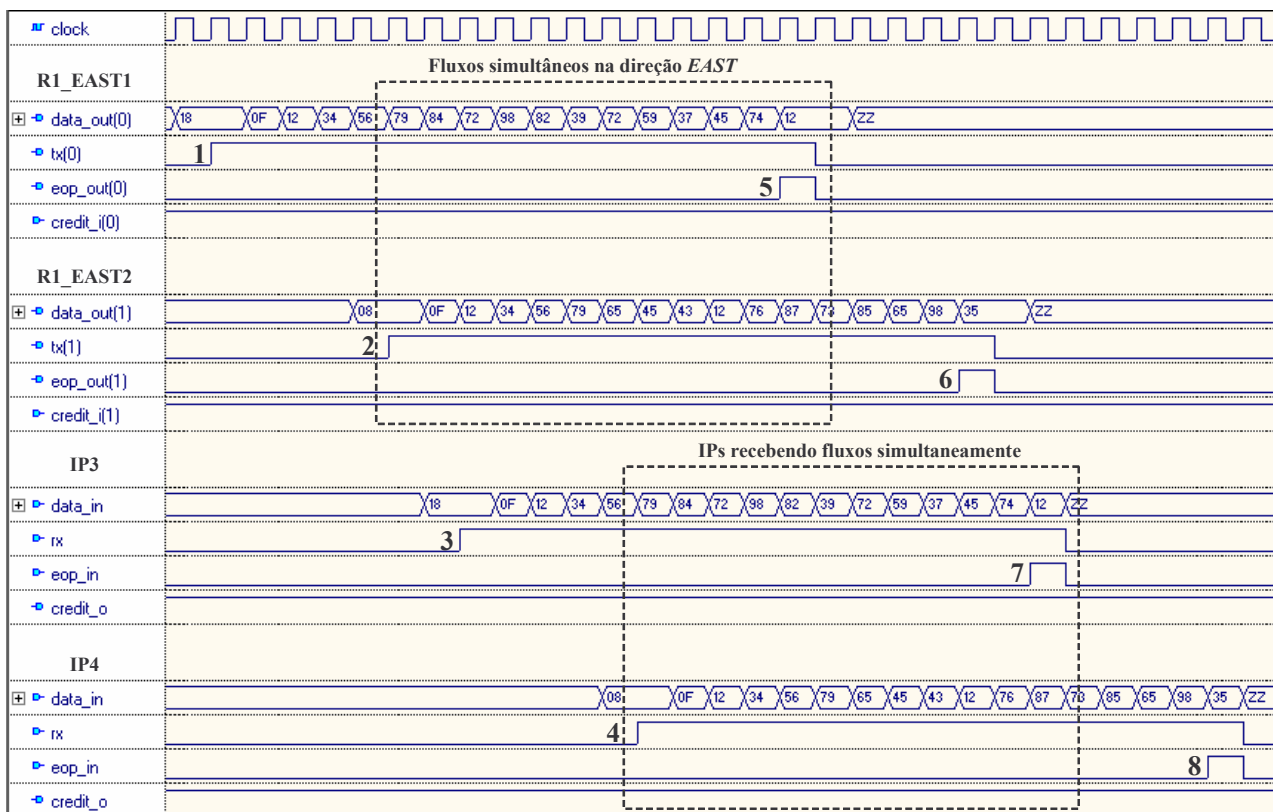 clock
R1_EAST1
Fluxos simultâneos na direção EAST
data_out(0) 18 0F 12 34 56 79 84 72 98 82 39 72 59 37 45 74 12 ZZ
tx(0) 1
eop_out(0) 5
credit_i(0)
R1_EAST2
data_out(1) 08 0F 12 34 56 79 65 45 43 12 76 87 73 85 65 98 35 ZZ
tx(1) 2
eop_out(1) 6
credit_i(1)
IPs recebendo fluxos simultaneamente
IP3
data_in 18 0F 12 34 56 79 84 72 98 82 39 72 59 37 45 74 12 ZZ
rx 3
eop_in 7
credit_o
IP4
data_in 08 0F 12 34 56 79 65 45 43 12 76 87 73 85 65 98 35 ZZ
rx 4
eop_in 8
credit_o